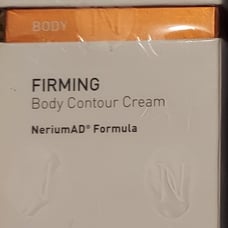 BODY
FIRMING
Body Contour Cream
NeriumAD® Formula
N